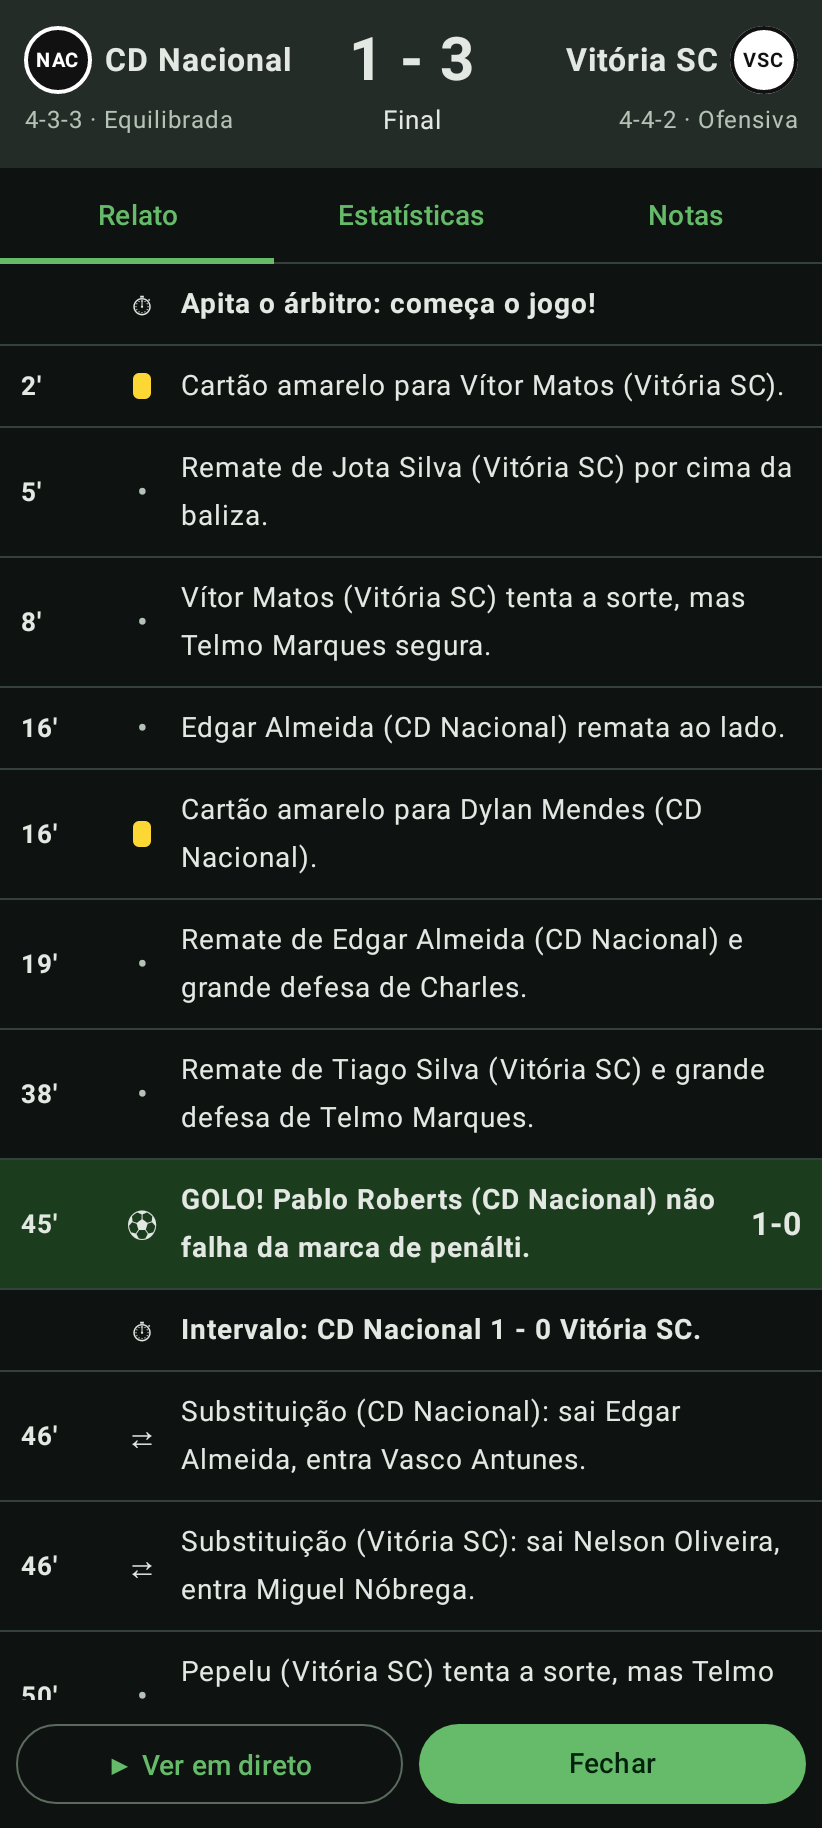 NAC CD Nacional 1 - 3 Vitória SC VSC
4-3-3 · Equilibrada Final 4-4-2 · Ofensiva
Relato Estatísticas Notas
Apita o árbitro: começa o jogo!
2' Cartão amarelo para Vítor Matos (Vitória SC).
5' Remate de Jota Silva (Vitória SC) por cima da
baliza.
8' Vítor Matos (Vitória SC) tenta a sorte, mas
Telmo Marques segura.
16' Edgar Almeida (CD Nacional) remata ao lado.
16' Cartão amarelo para Dylan Mendes (CD
Nacional).
19' Remate de Edgar Almeida (CD Nacional) e
grande defesa de Charles.
38' Remate de Tiago Silva (Vitória SC) e grande
defesa de Telmo Marques.
45' GOLO! Pablo Roberts (CD Nacional) não
falha da marca de penálti. 1-0
Intervalo: CD Nacional 1 - 0 Vitória SC.
46' Substituição (CD Nacional): sai Edgar
Almeida, entra Vasco Antunes.
46' Substituição (Vitória SC): sai Nelson Oliveira,
entra Miguel Nóbrega.
50' Pepelu (Vitória SC) tenta a sorte, mas Telmo
► Ver em direto Fechar